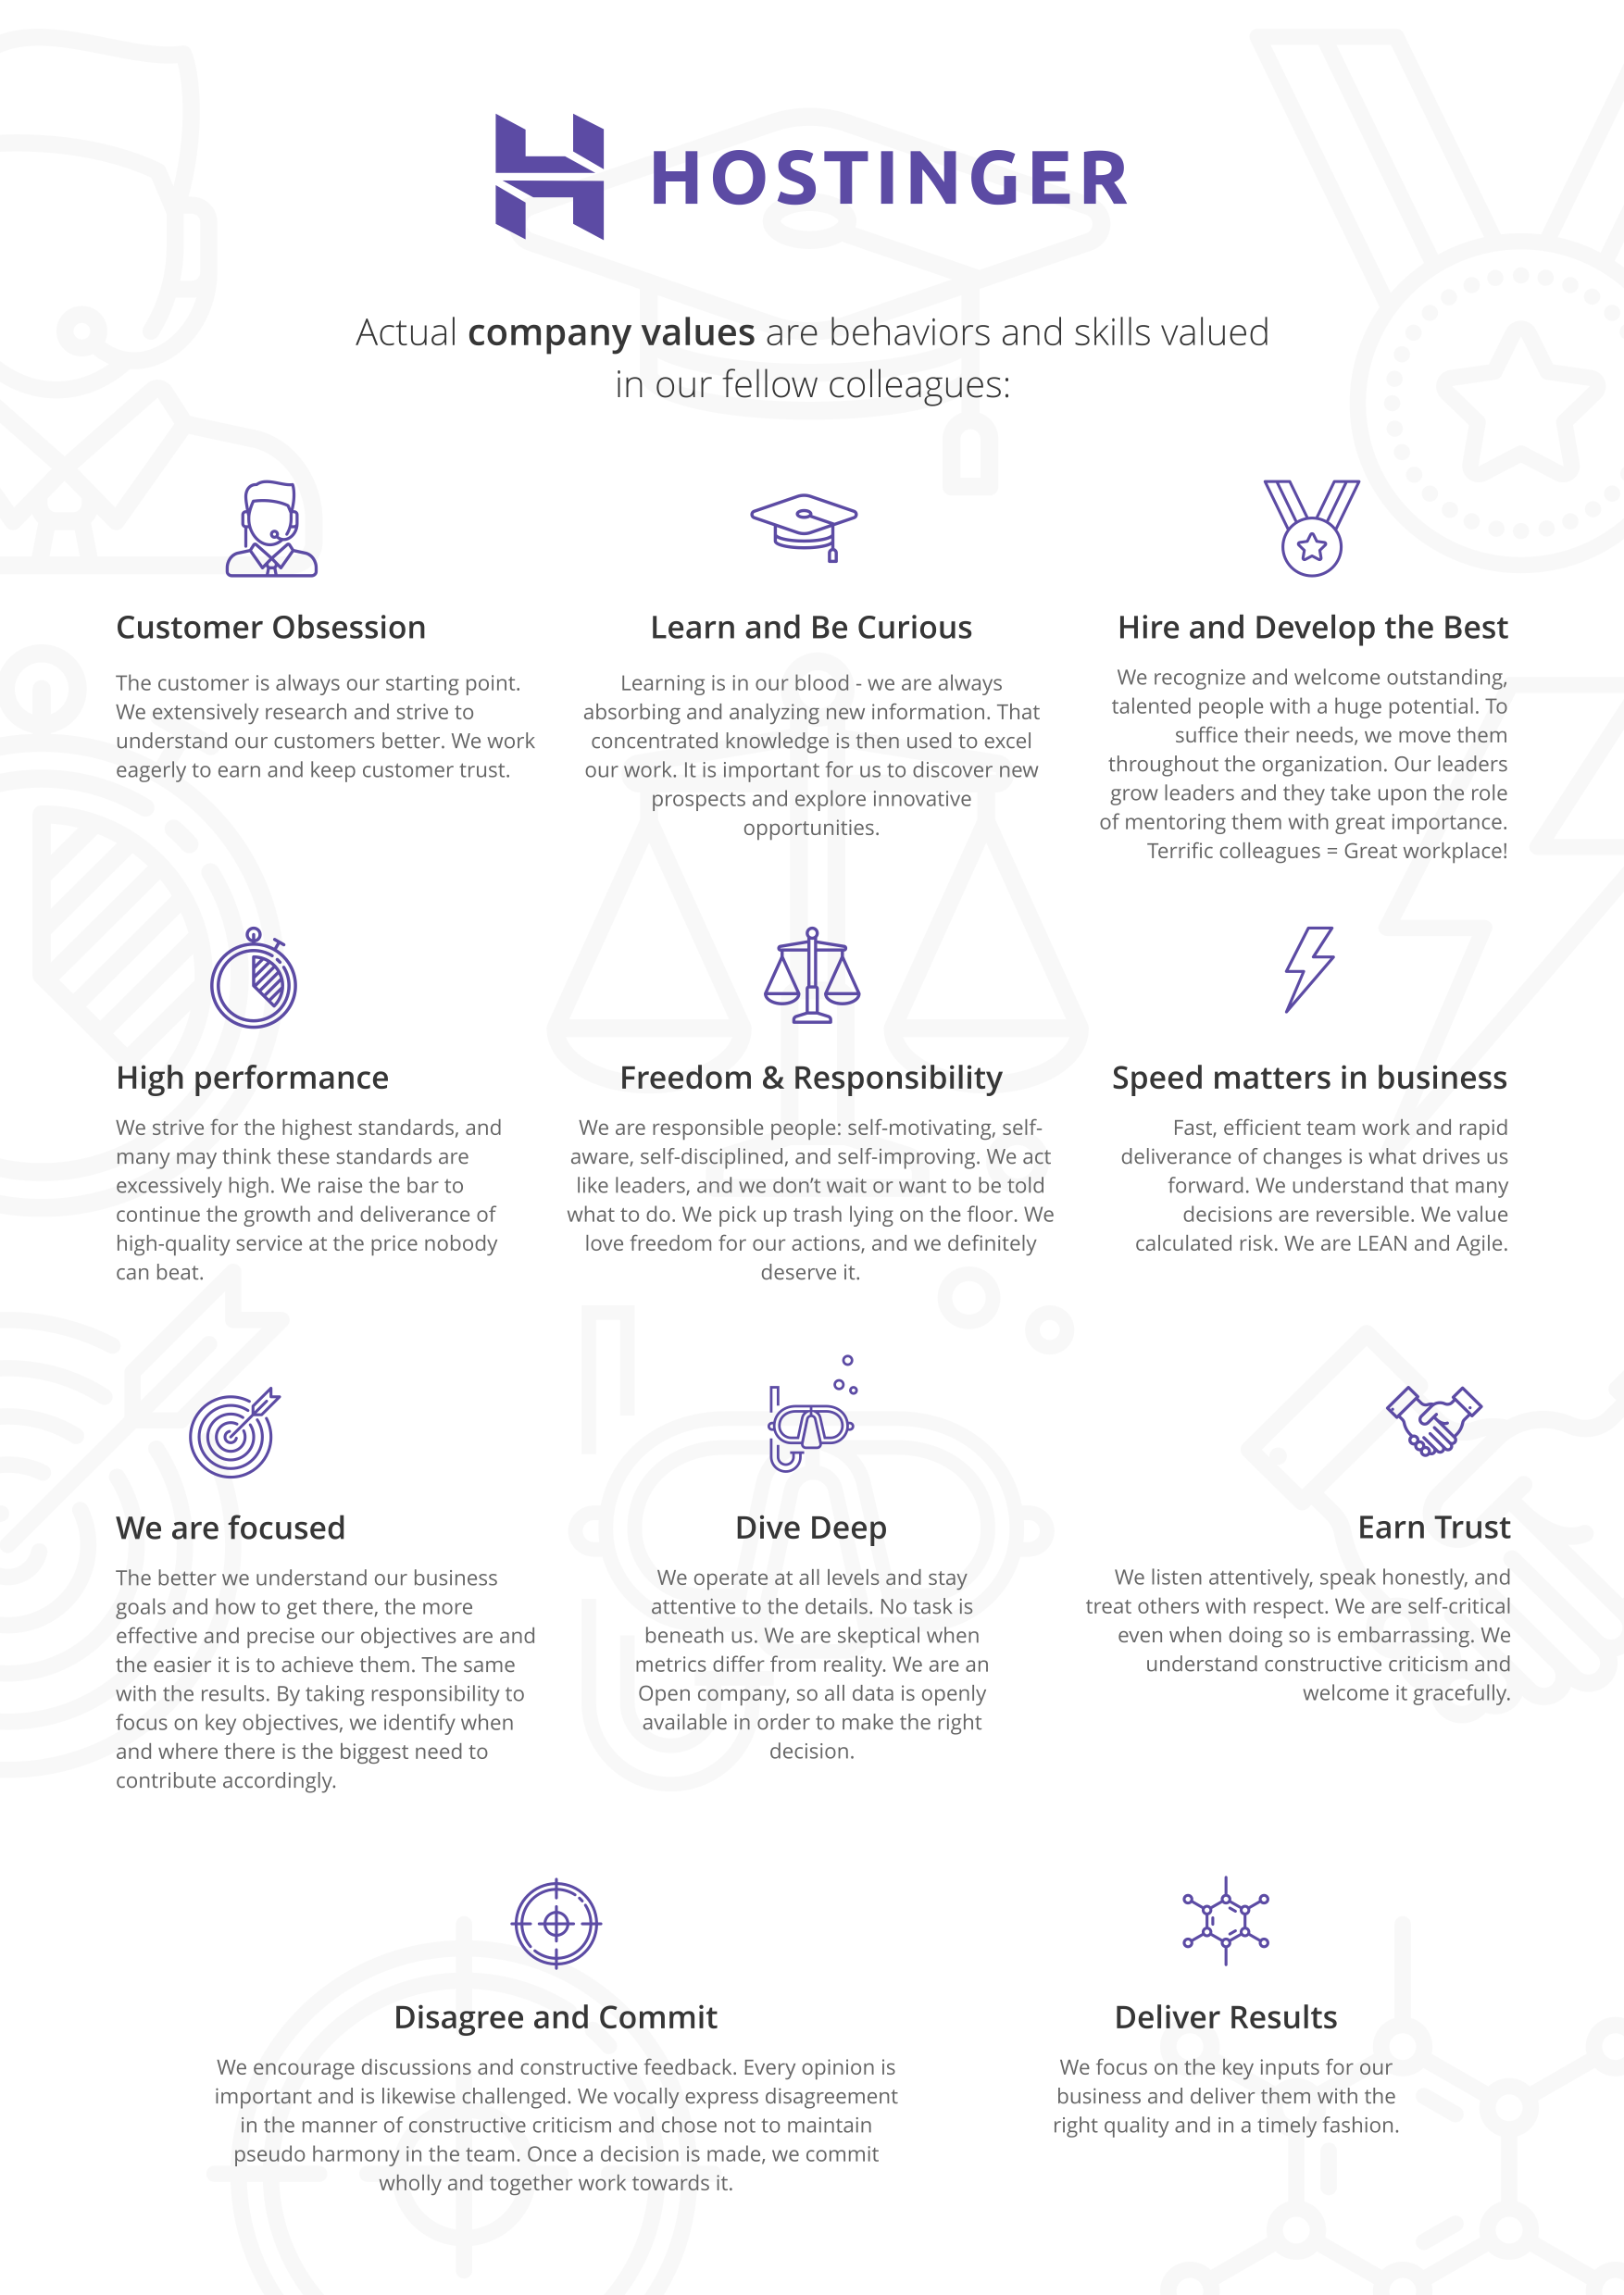 HOSTINGER
Actual company values are behaviors and skills valued
in our fellow colleagues:
Customer Obsession
The customer is always our starting point.
We extensively research and strive to
understand our customers better. We work
eagerly to earn and keep customer trust.
Learn and Be Curious
Learning is in our blood - we are always
absorbing and analyzing new information. That
concentrated knowledge is then used to excel
our work. It is important for us to discover new
prospects and explore innovative
opportunities.
Hire and Develop the Best
We recognize and welcome outstanding,
talented people with a huge potential. To
suffice their needs, we move them
throughout the organization. Our leaders
grow leaders and they take upon the role
of mentoring them with great importance.
Terrific colleagues = Great workplace!
High performance
We strive for the highest standards, and
many may think these standards are
excessively high. We raise the bar to
continue the growth and deliverance of
high-quality service at the price nobody
can beat.
Freedom & Responsibility
We are responsible people: self-motivating, self-
aware, self-disciplined, and self-improving. We act
like leaders, and we don’t wait or want to be told
what to do. We pick up trash lying on the floor. We
love freedom for our actions, and we definitely
deserve it.
Speed matters in business
Fast, efficient team work and rapid
deliverance of changes is what drives us
forward. We understand that many
decisions are reversible. We value
calculated risk. We are LEAN and Agile.
We are focused
The better we understand our business
goals and how to get there, the more
effective and precise our objectives are and
the easier it is to achieve them. The same
with the results. By taking responsibility to
focus on key objectives, we identify when
and where there is the biggest need to
contribute accordingly.
Dive Deep
We operate at all levels and stay
attentive to the details. No task is
beneath us. We are skeptical when
metrics differ from reality. We are an
Open company, so all data is openly
available in order to make the right
decision.
Earn Trust
We listen attentively, speak honestly, and
treat others with respect. We are self-critical
even when doing so is embarrassing. We
understand constructive criticism and
welcome it gracefully.
Disagree and Commit
We encourage discussions and constructive feedback. Every opinion is
important and is likewise challenged. We vocally express disagreement
in the manner of constructive criticism and chose not to maintain
pseudo harmony in the team. Once a decision is made, we commit
wholly and together work towards it.
Deliver Results
We focus on the key inputs for our
business and deliver them with the
right quality and in a timely fashion.